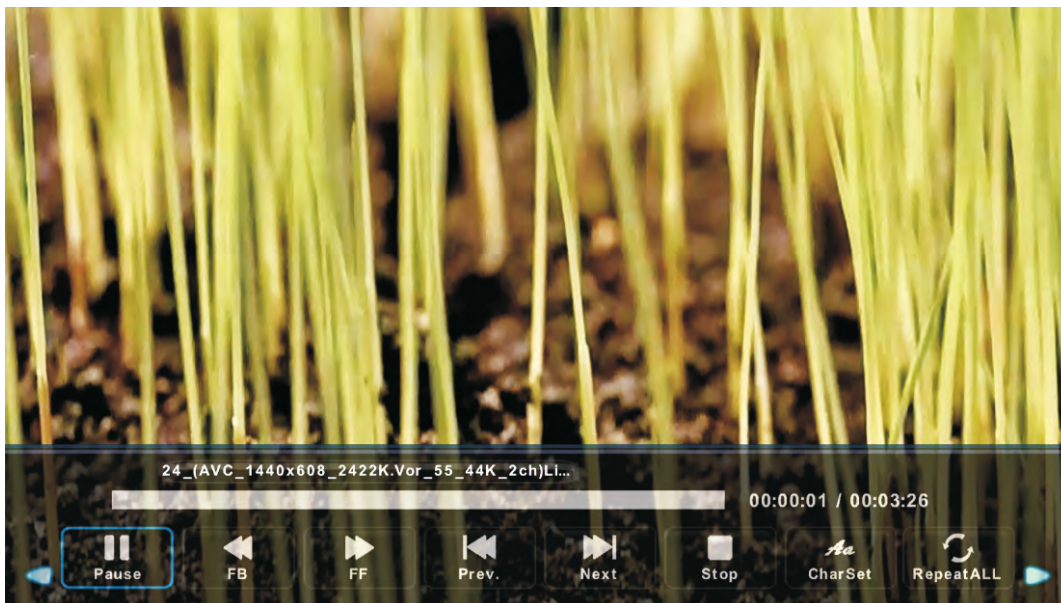 24_(AVC_1440x608_2422K.Vor_55_44K_2ch)Li...
00:00:01 / 00:03:26
Pause FB FF Prev. Next Stop CharSet RepeatALL